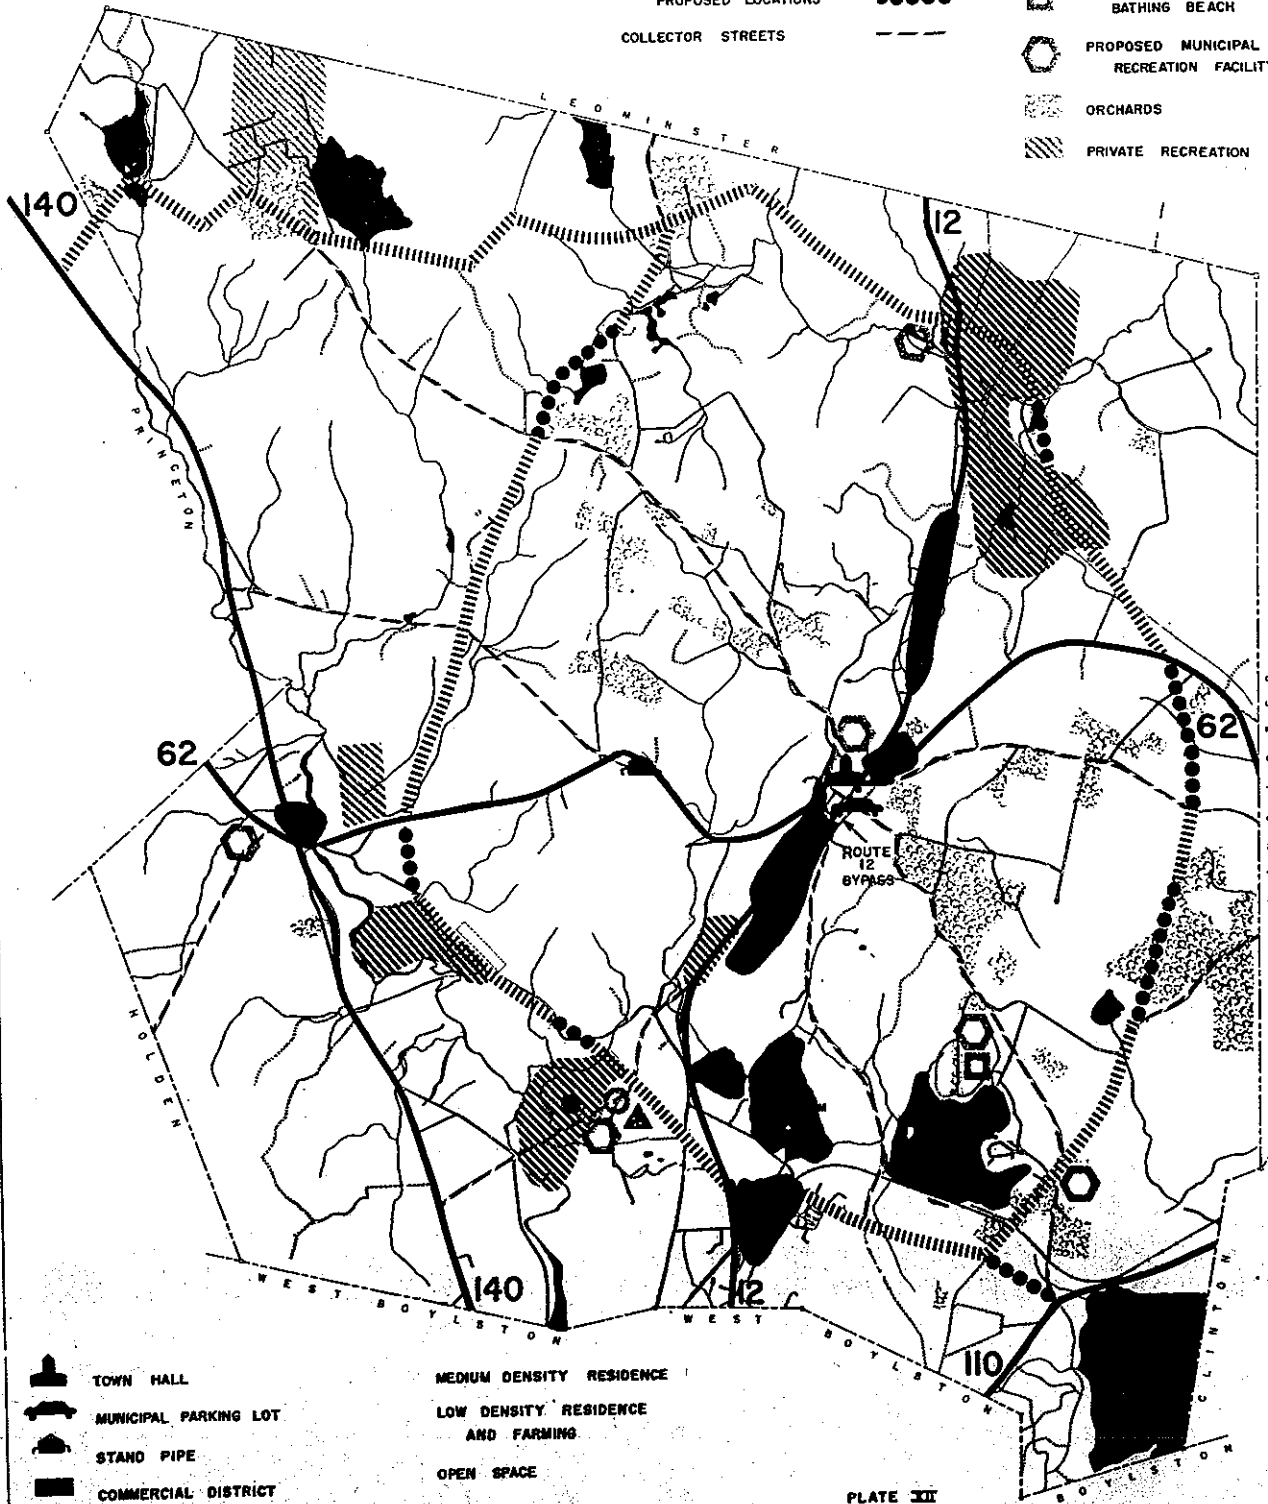 PROPOSED LOCATIONS
BATHING BEACH
COLLECTOR STREETS
PROPOSED MUNICIPAL
RECREATION FACILITY
ORCHARDS
PRIVATE RECREATION
LEOMINSTER
140
12
PRINCETON
62
62
ROUTE
12
BYPASS
HOLDEN
WEST BOYLSTON
140
12
WEST
BOYLSTON
110
CLINTON
BOYLSTON
TOWN HALL
MUNICIPAL PARKING LOT
STAND PIPE
COMMERCIAL DISTRICT
MEDIUM DENSITY RESIDENCE
LOW DENSITY RESIDENCE
AND FARMING
OPEN SPACE
PLATE XII